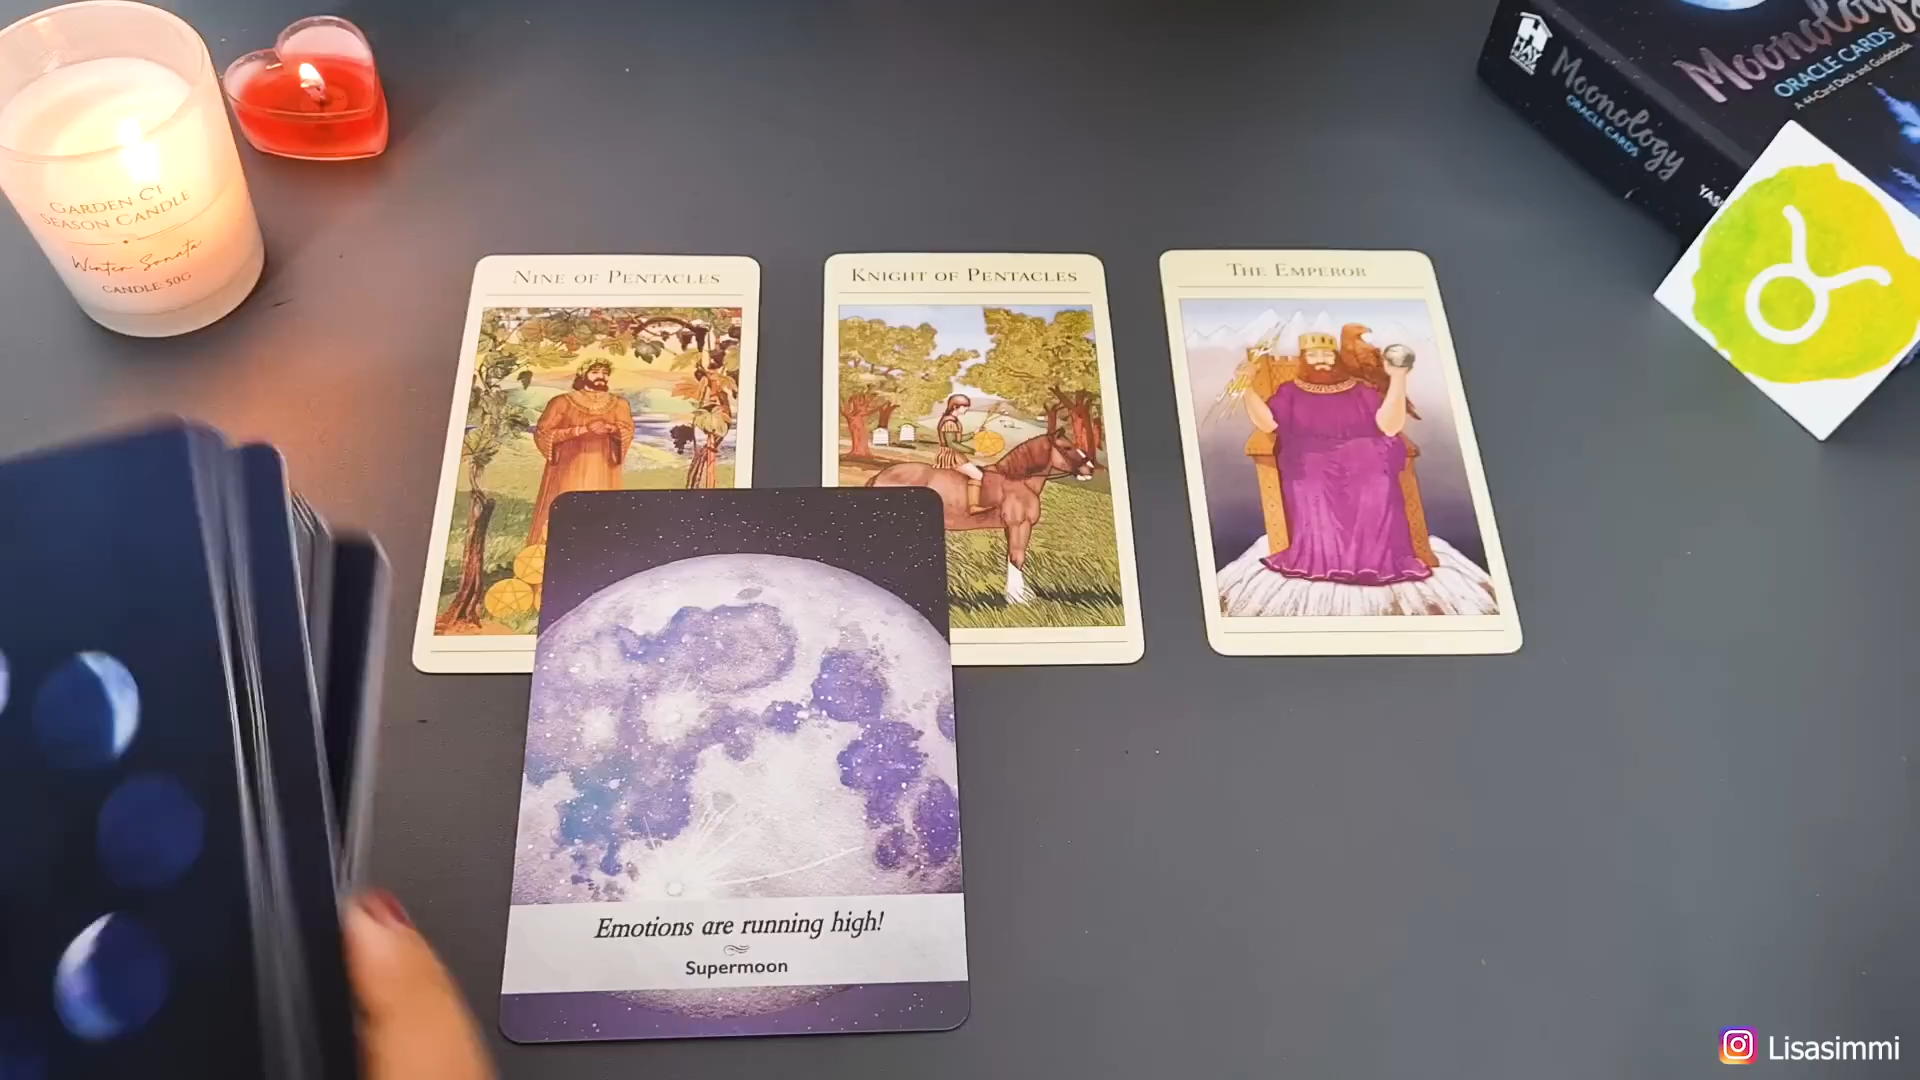 GARDEN
SEASON CANDLE
Winter Sonata
CANDLE 50G
NINE OF PENTACLES
KNIGHT OF PENTACLES
THE EMPEROR
HAY
HOUSE
Moonology
ORACLE CARDS
Moonology
ORACLE CARDS
A 44-Card Deck and Guidebook
Emotions are running high!
Supermoon
Lisasimmi